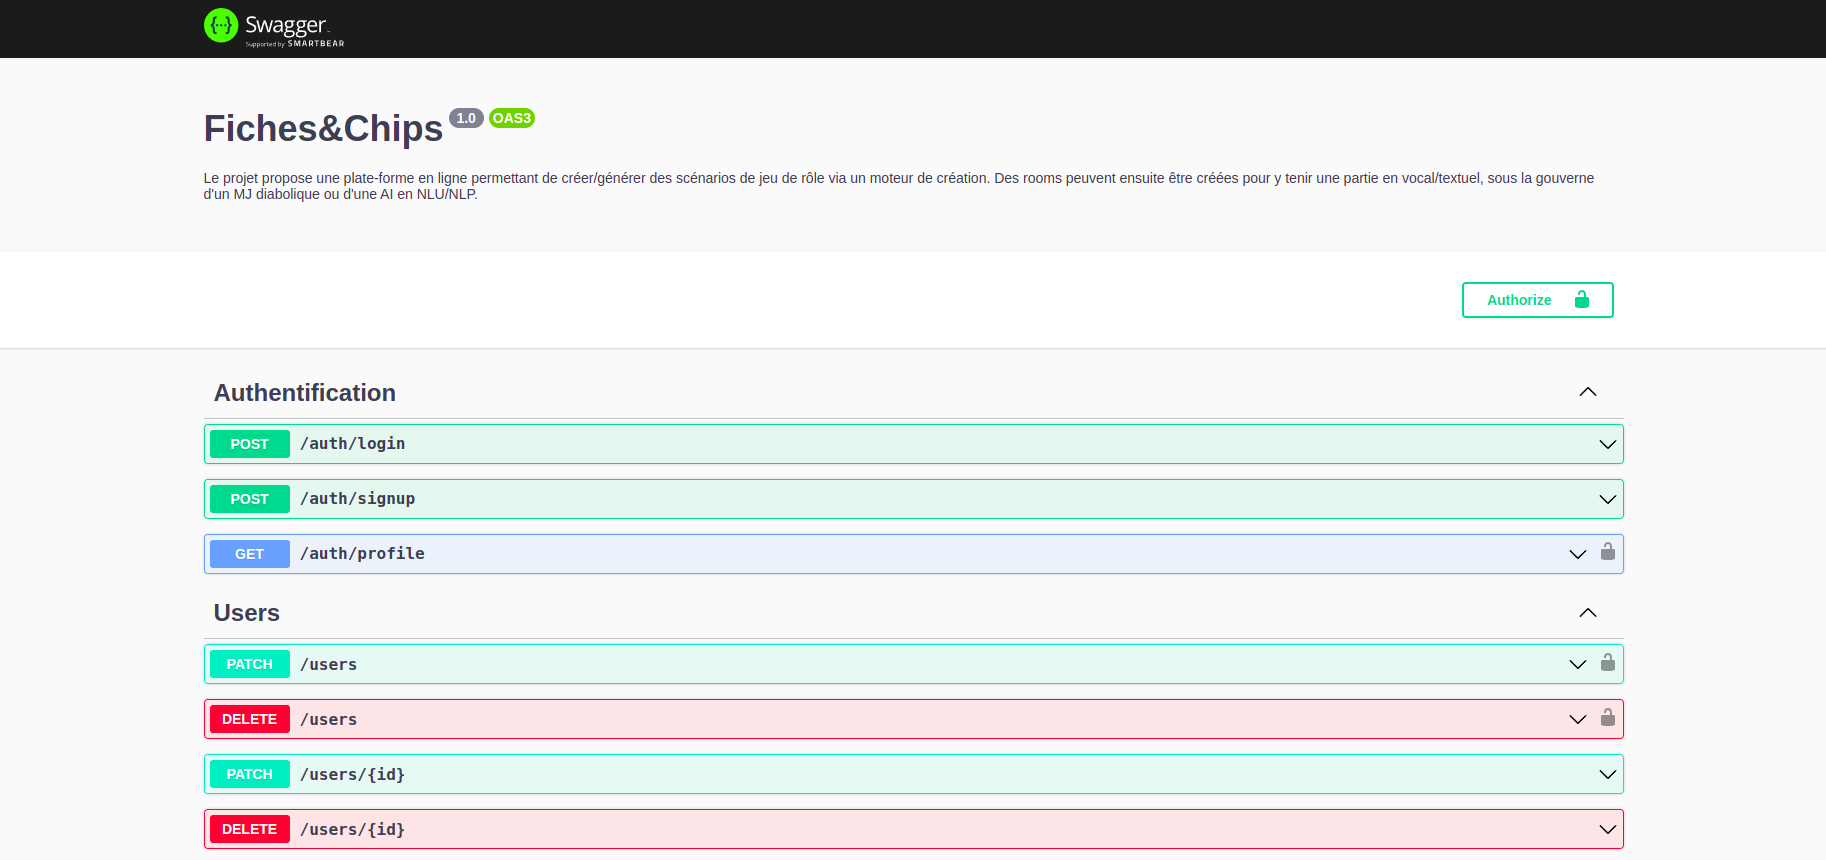 Swagger
Supported by SMARTBEAR
Fiches&Chips 1.0 OAS3
Le projet propose une plate-forme en ligne permettant de créer/générer des scénarios de jeu de rôle via un moteur de création. Des rooms peuvent ensuite être créées pour y tenir une partie en vocal/textuel, sous la gouverne
d'un MJ diabolique ou d'une AI en NLU/NLP.
Authorize
Authentification
POST /auth/login
POST /auth/signup
GET /auth/profile
Users
PATCH /users
DELETE /users
PATCH /users/{id}
DELETE /users/{id}